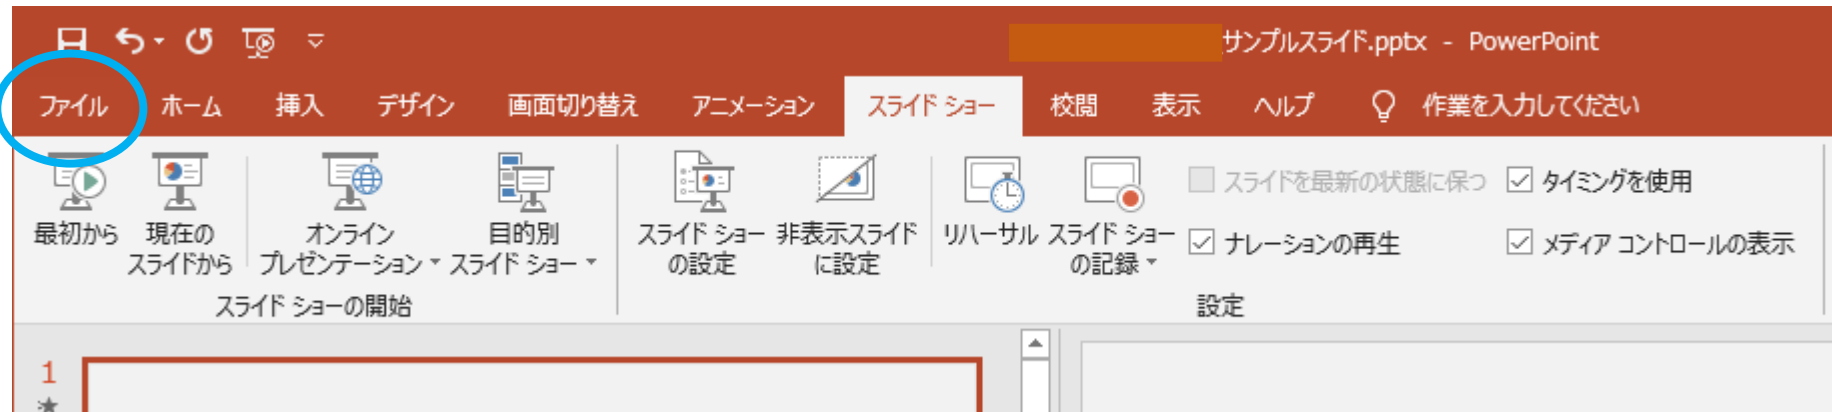 サンプルスライド.pptx - PowerPoint
ファイル ホーム 挿入 デザイン 画面切り替え アニメーション スライド ショー 校閲 表示 ヘルプ 作業を入力してください
最初から
現在の
スライドから
オンライン
プレゼンテーション
目的別
スライド ショー
スライド ショーの開始
スライド ショー
の設定
非表示スライド
に設定
リハーサル
スライド ショー
の記録
スライドを最新の状態に保つ
タイミングを使用
ナレーションの再生
メディア コントロールの表示
設定
1